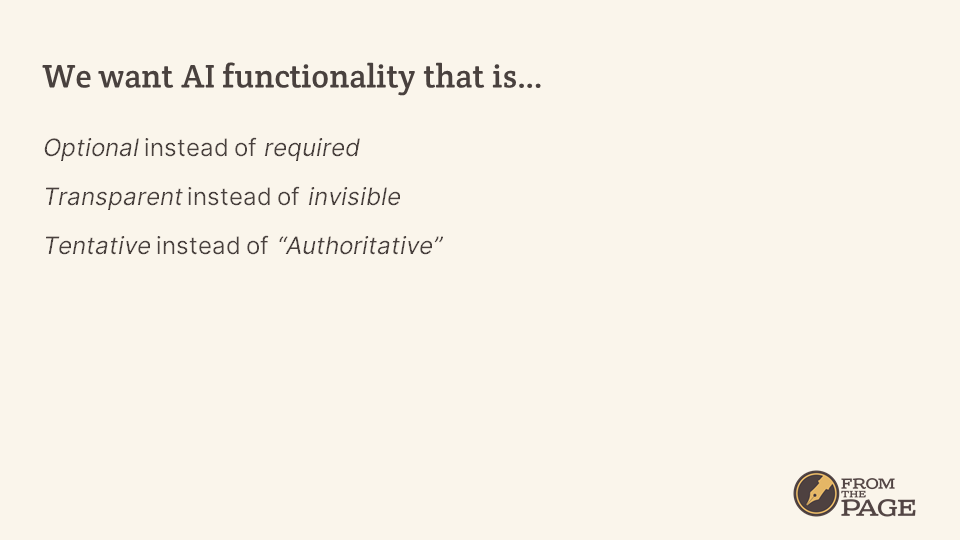 We want AI functionality that is...
Optional instead of required
Transparent instead of invisible
Tentative instead of “Authoritative”
FROM
THE
PAGE